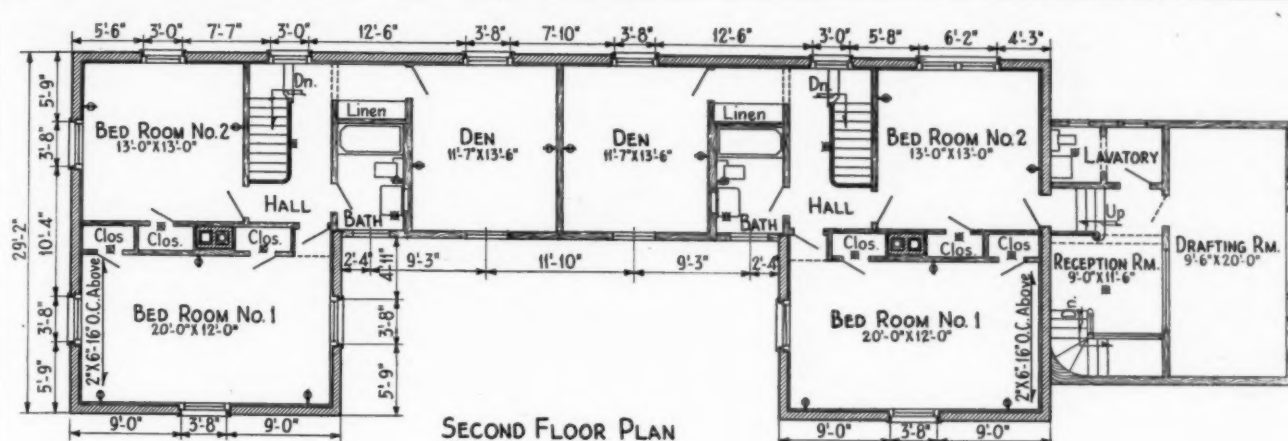 5'-6" 3'-0" 7'-7" 3'-0" 12'-6" 3'-8" 7'-10" 3'-8" 12'-6" 3'-0" 5'-8" 6'-2" 4'-3"
29'-2"
5'-9"
3'-8"
10'-4"
3'-8"
5'-9"
BED ROOM No.2
13'-0"X13'-0"
Dn.
Linen
DEN
11'-7"X13'-6"
DEN
11'-7"X13'-6"
Linen
Dn.
BED ROOM No.2
13'-0"X13'-0"
LAVATORY
HALL
BATH
BATH
HALL
Up
Clos
Clos.
Clos.
Clos.
Clos.
Clos.
2'-4" 9'-3" 11'-10" 9'-3" 2'-4"
4'-11"
3'-8"
5'-9"
DRAFTING RM.
9'-6"X20'-0"
RECEPTION RM.
9'-0"X11'-6"
Dn.
2"X6"-16"O.C. Above
BED ROOM No.1
20'-0"X12'-0"
BED ROOM No.1
20'-0"X12'-0"
2"X6"-16"O.C. Above
9'-0" 3'-8" 9'-0"
SECOND FLOOR PLAN
9'-0" 3'-8" 9'-0"